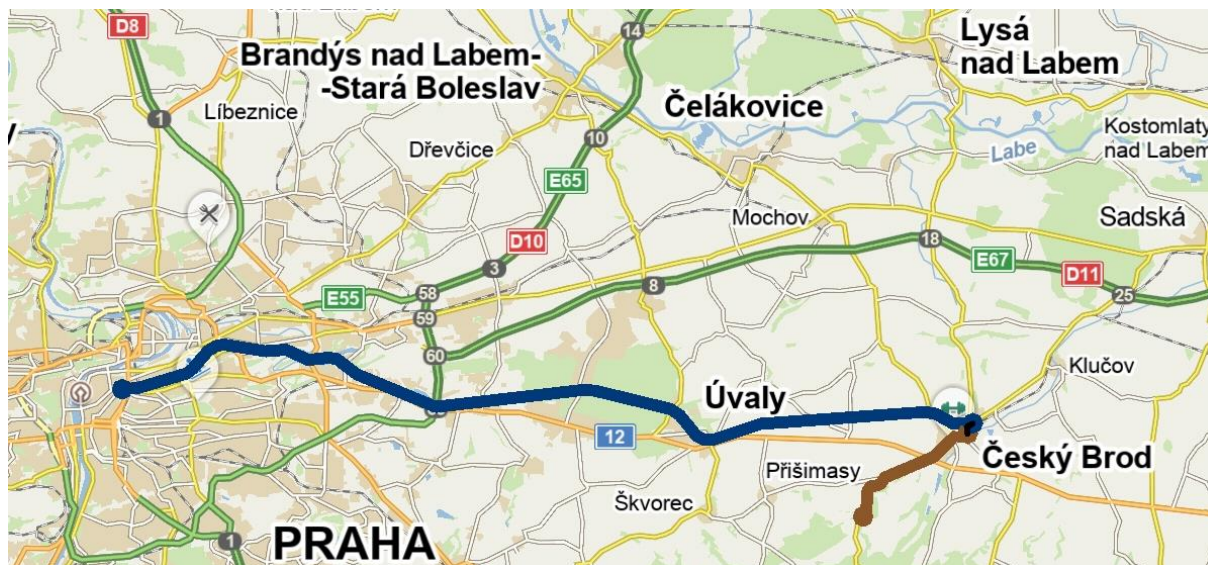 D8
Brandýs nad Labem-
-Stará Boleslav
14
Lysá
nad Labem
1
Líbeznice
Čelákovice
10
Dřevčice
Labe
Kostomlaty
nad Labem
E65
Mochov
Sadská
D10
18
E67
D11
3
8
25
58
E55
59
60
Klučov
Úvaly
12
Český Brod
Přišimasy
Škvorec
PRAHA
1